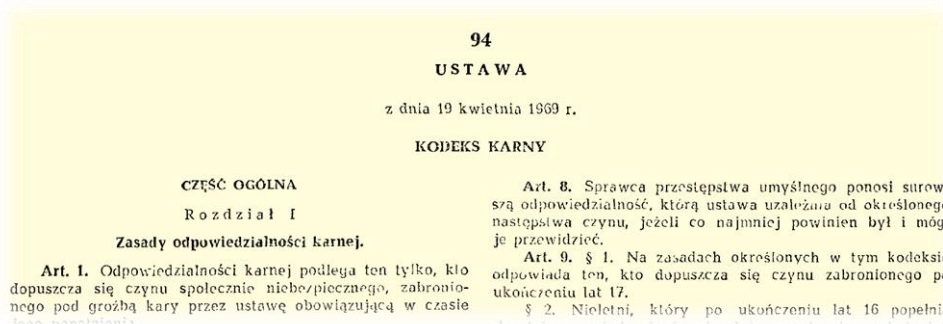 94
USTAWA
z dnia 19 kwietnia 1969 r.
KODEKS KARNY
CZĘŚĆ OGÓLNA
Rozdział I
Zasady odpowiedzialności karnej.
Art. 1. Odpowiedzialności karnej podlega ten tylko, kto
dopuszcza się czynu społecznie niebezpiecznego, zabronio-
nego pod groźbą kary przez ustawę obowiązującą w czasie
jego popełnienia.
Art. 8. Sprawca przestępstwa umyślnego ponosi surow
szą odpowiedzialność, którą ustawa uzależnia od określoneg
następstwa czynu, jeżeli co najmniej powinien był i móg
je przewidzieć.
Art. 9. § 1. Na zasadach określonych w tym kodeksi
odpowiada ten, kto dopuszcza się czynu zabronionego p
ukończeniu lat 17.
§ 2. Nieletni, który po ukończeniu lat 16 popełni